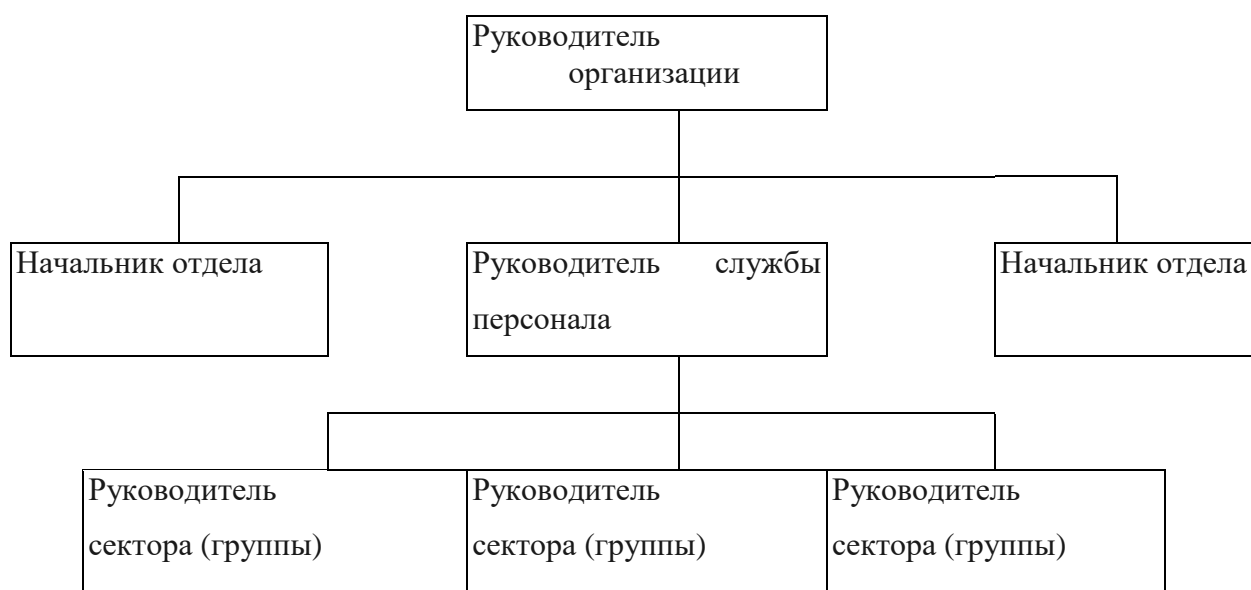 Руководитель
организации
Начальник отдела
Руководитель службы
персонала
Начальник отдела
Руководитель
сектора (группы)
Руководитель
сектора (группы)
Руководитель
сектора (группы)